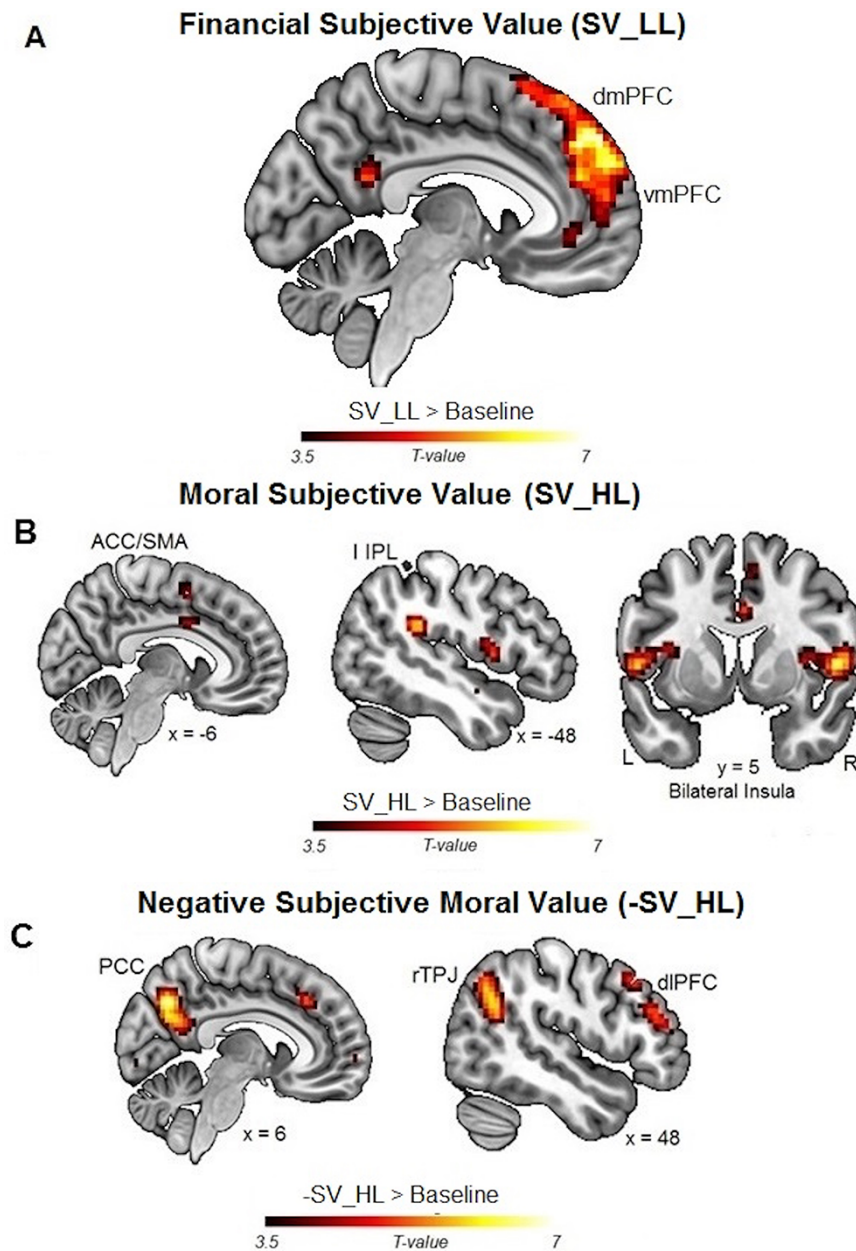 Financial Subjective Value (SV_LL)
A
dmPFC
vmPFC
SV_LL > Baseline
3.5 T-value 7
Moral Subjective Value (SV_HL)
B
ACC/SMA
l IPL
x = -6
x = -48
L
y = 5
R
Bilateral Insula
SV_HL > Baseline
3.5 T-value 7
Negative Subjective Moral Value (-SV_HL)
C
PCC
rTPJ
dlPFC
x = 6
x = 48
-SV_HL > Baseline
3.5 T-value 7